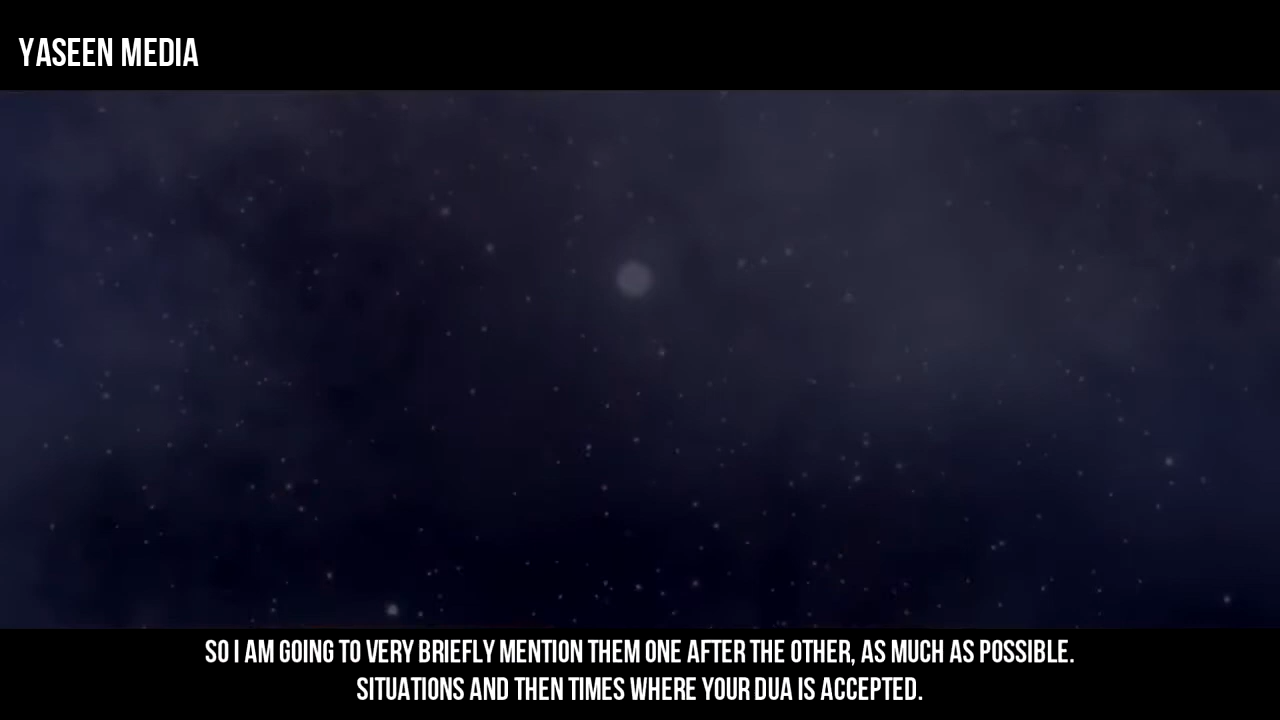 YASEEN MEDIA
SO I AM GOING TO VERY BRIEFLY MENTION THEM ONE AFTER THE OTHER, AS MUCH AS POSSIBLE.
SITUATIONS AND THEN TIMES WHERE YOUR DUA IS ACCEPTED.